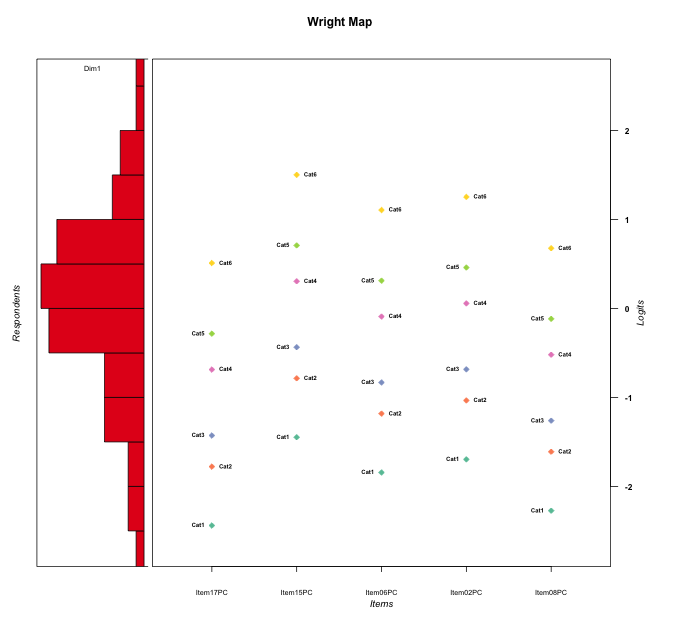 Wright Map
Dim1
Respondents
Cat6
Cat5
Cat4
Cat3
Cat2
Cat1
Cat6
Cat5
Cat4
Cat3
Cat2
Cat1
Cat6
Cat5
Cat4
Cat3
Cat2
Cat1
Cat6
Cat5
Cat4
Cat3
Cat2
Cat1
Cat6
Cat5
Cat4
Cat3
Cat2
Cat1
2
1
0
-1
-2
Logits
Item17PC Item15PC Item06PC Item02PC Item08PC
Items